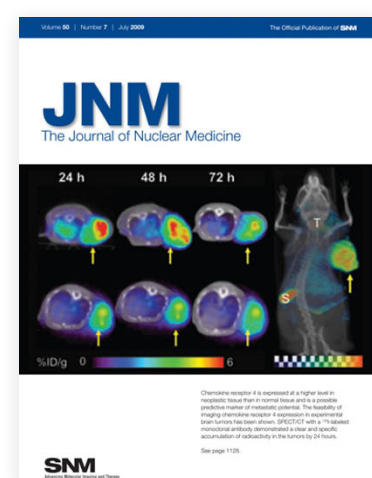 Volume 50 | Number 7 | July 2009 The Official Publication of SNM
JNM
The Journal of Nuclear Medicine
24 h 48 h 72 h
T
S
%ID/g 0 6
Chemokine receptor 4 is expressed at a higher level in
neoplastic tissue than in normal tissue and is a possible
predictive marker of metastatic potential. The feasibility of
imaging chemokine receptor 4 expression in experimental
brain tumors has been shown. SPECT/CT with a ¹²⁵I-labeled
monoclonal antibody demonstrated a clear and specific
accumulation of radioactivity in the tumors by 24 hours.
See page 1128.
SNM
Advancing Molecular Imaging and Therapy